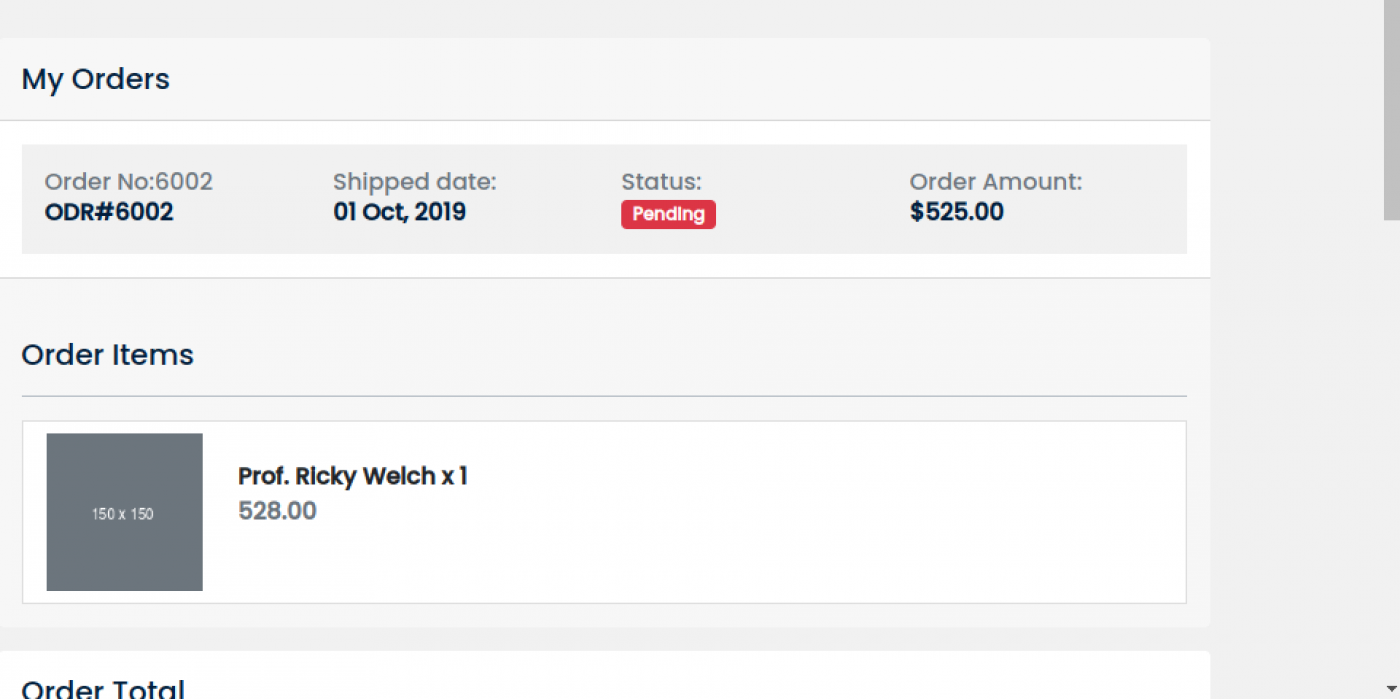 My Orders
Order No:6002 Shipped date: Status: Order Amount:
ODR#6002 01 Oct, 2019 Pending $525.00
Order Items
150 x 150
Prof. Ricky Welch x 1
528.00
Order Total